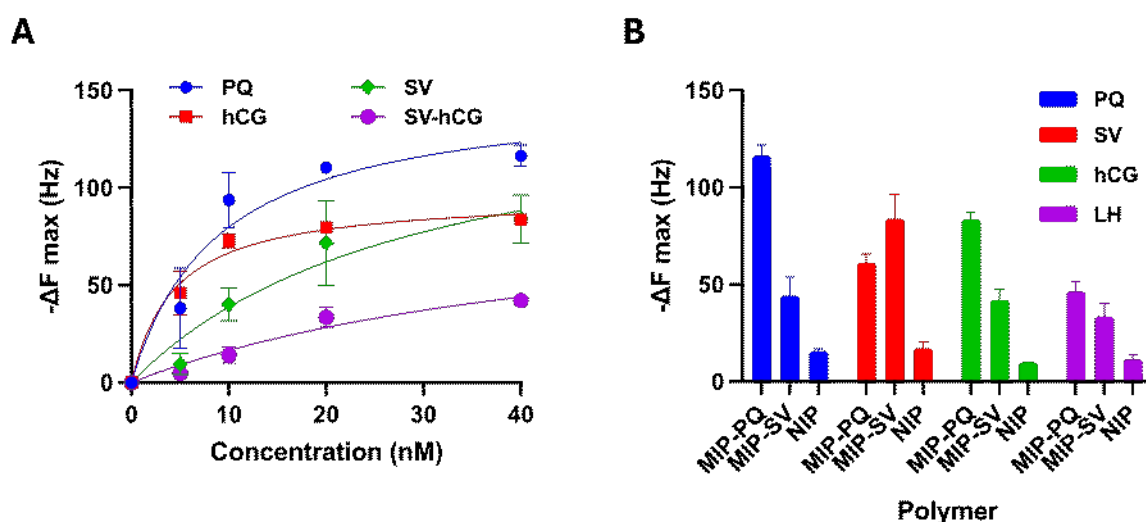 A
-ΔF max (Hz)
150
100
50
0
0
10
20
30
40
Concentration (nM)
PQ
hCG
SV
SV-hCG
B
-ΔF max (Hz)
150
100
50
0
PQ
SV
hCG
LH
MIP-PQ
MIP-SV
NIP
MIP-PQ
MIP-SV
NIP
MIP-PQ
MIP-SV
NIP
MIP-PQ
MIP-SV
NIP
Polymer